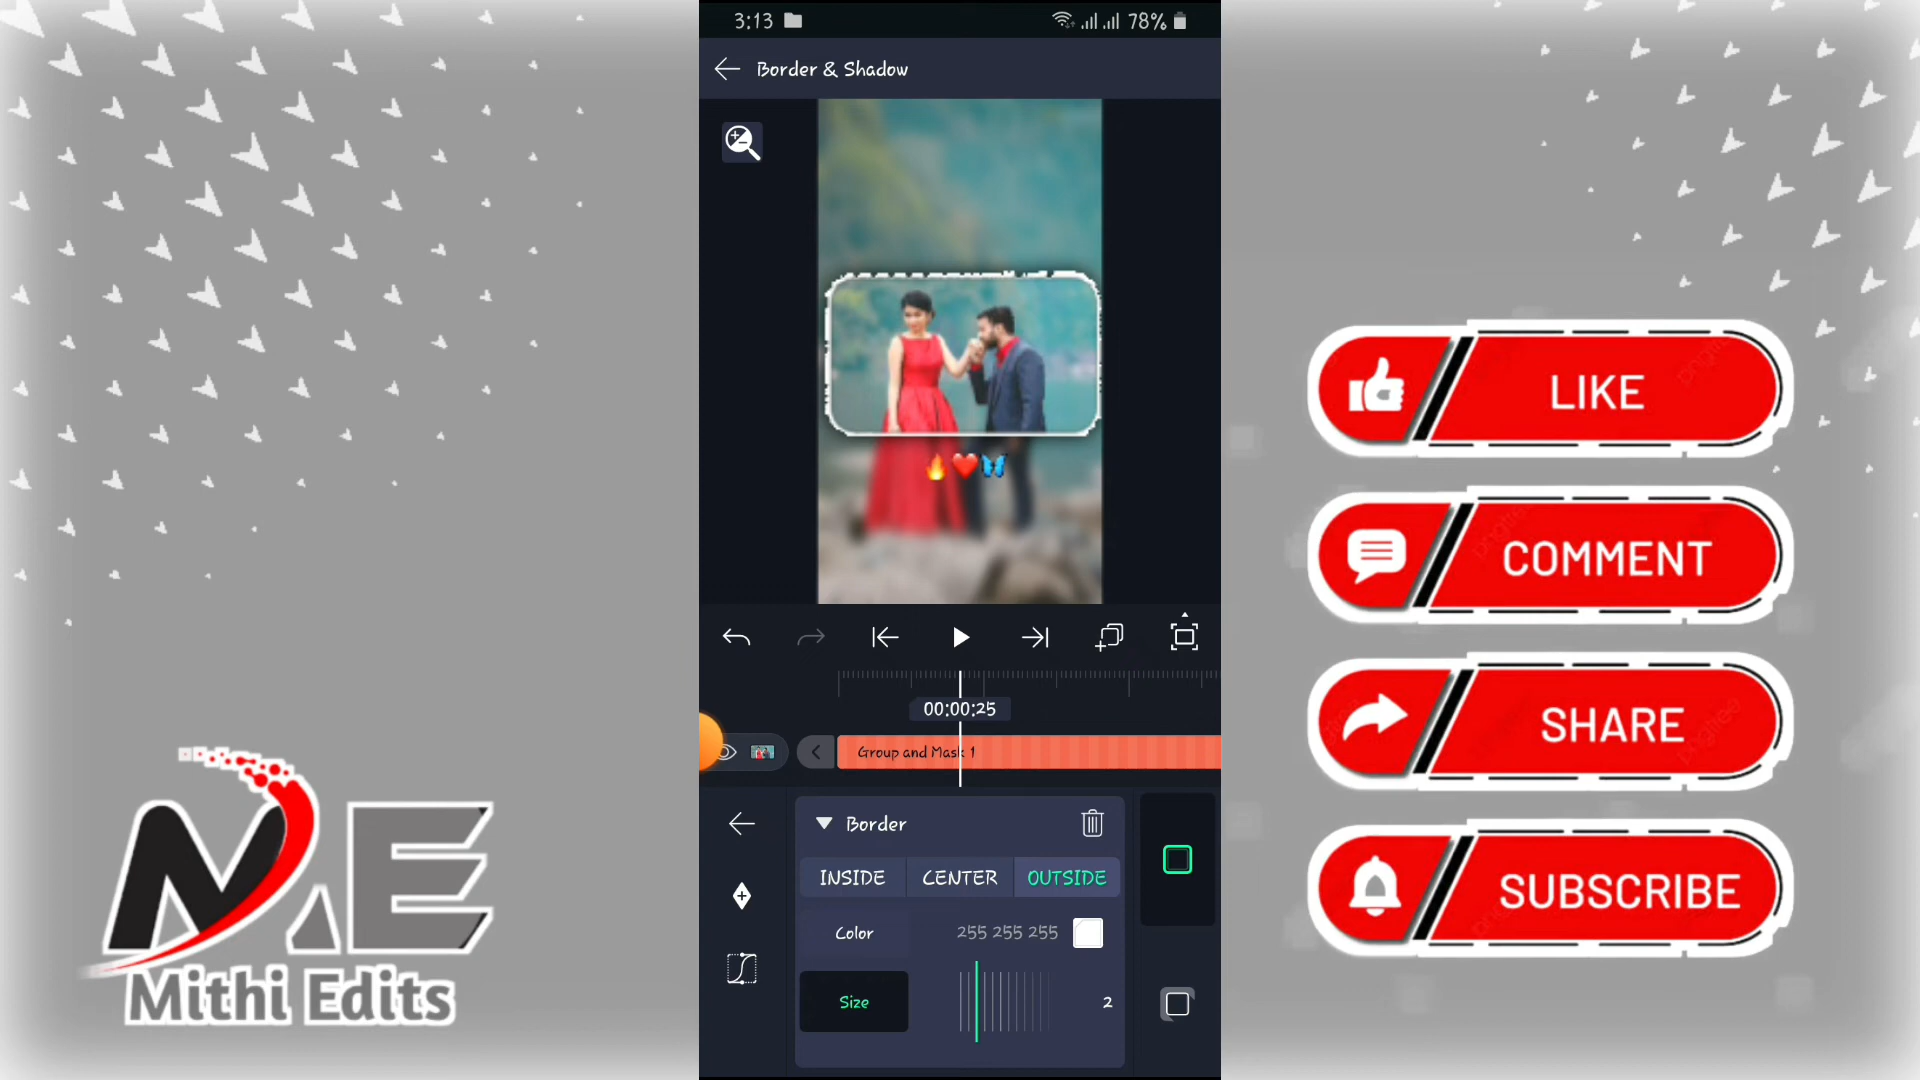 3:13
78%
Border & Shadow
00:00:25
Group and Mask 1
Border
INSIDE CENTER OUTSIDE
Color 255 255 255
Size 2
LIKE
COMMENT
SHARE
SUBSCRIBE
ME
Mithi Edits